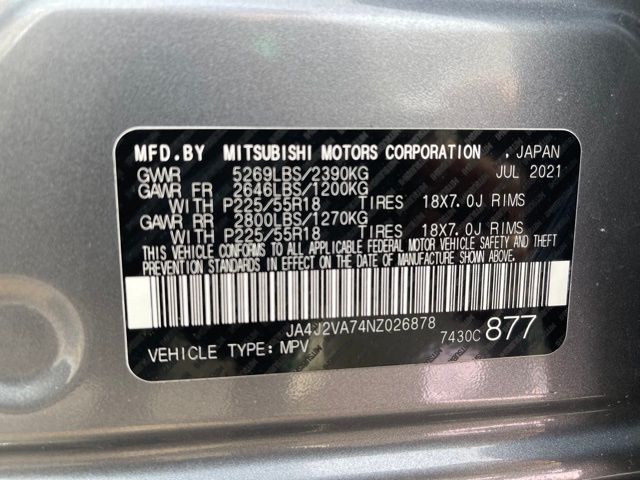 MFD.BY MITSUBISHI MOTORS CORPORATION . JAPAN
GVWR 5269LBS/2390KG JUL 2021
GAWR FR 2646LBS/1200KG
WITH P225/55R18 TIRES 18X7.0J RIMS
GAWR RR 2800LBS/1270KG
WITH P225/55R18 TIRES 18X7.0J RIMS
THIS VEHICLE CONFORMS TO ALL APPLICABLE FEDERAL MOTOR VEHICLE SAFETY AND THEFT
PREVENTION STANDARDS IN EFFECT ON THE DATE OF MANUFACTURE SHOWN ABOVE.
JA4J2VA74NZ026878
7430C 877
VEHICLE TYPE: MPV